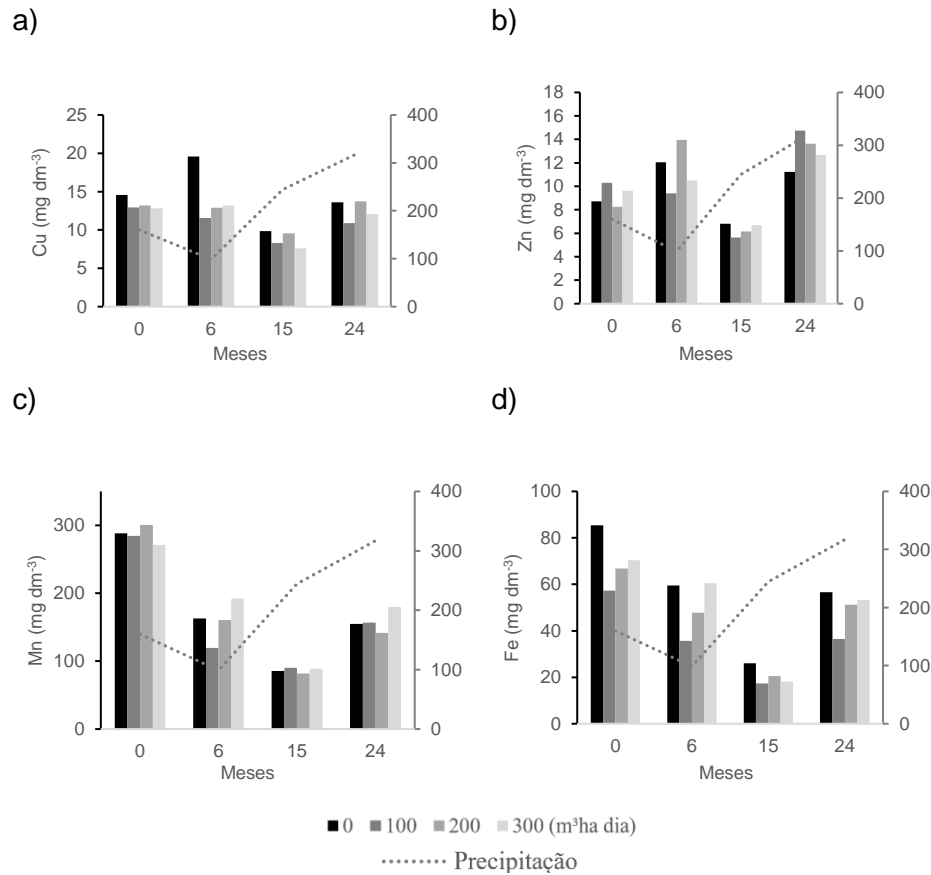 a)
b)
Cu (mg dm⁻³)
25
20
15
10
5
0
400
300
200
100
0
0 6 15 24
Meses
Zn (mg dm⁻³)
18
16
14
12
10
8
6
4
2
0
400
300
200
100
0
0 6 15 24
Meses
c)
d)
Mn (mg dm⁻³)
300
200
100
0
400
300
200
100
0
0 6 15 24
Meses
Fe (mg dm⁻³)
100
80
60
40
20
0
400
300
200
100
0
0 6 15 24
Meses
0 100 200 300 (m³ha dia)
Precipitação